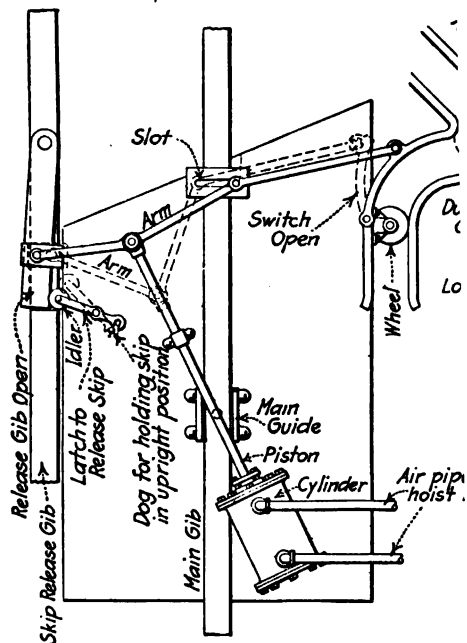 Slot
Arm
Arm
Switch
Open
Wheel
Idler
Release Gib Open
Skip Release Gib
Latch to
Release Skip
Dog for holding skip
in upright position
Main Gib
Main
Guide
Piston
Cylinder
Air pipe
hoist
Lo